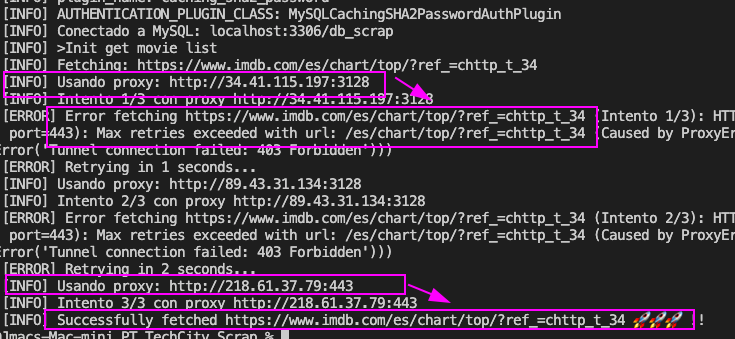 [INFO] plugin_name: caching_sha2_password
[INFO] AUTHENTICATION_PLUGIN_CLASS: MySQLCachingSHA2PasswordAuthPlugin
[INFO] Conectado a MySQL: localhost:3306/db_scrap
[INFO] >Init get movie list
[INFO] Fetching: https://www.imdb.com/es/chart/top/?ref_=chttp_t_34
[INFO] Usando proxy: http://34.41.115.197:3128
[INFO] Intento 1/3 con proxy http://34.41.115.197:3128
[ERROR] Error fetching https://www.imdb.com/es/chart/top/?ref_=chttp_t_34 (Intento 1/3): HTT
port=443): Max retries exceeded with url: /es/chart/top/?ref_=chttp_t_34 (Caused by ProxyEr
Error('Tunnel connection failed: 403 Forbidden')))
[ERROR] Retrying in 1 seconds...
[INFO] Usando proxy: http://89.43.31.134:3128
[INFO] Intento 2/3 con proxy http://89.43.31.134:3128
[ERROR] Error fetching https://www.imdb.com/es/chart/top/?ref_=chttp_t_34 (Intento 2/3): HTT
port=443): Max retries exceeded with url: /es/chart/top/?ref_=chttp_t_34 (Caused by ProxyEr
Error('Tunnel connection failed: 403 Forbidden')))
[ERROR] Retrying in 2 seconds...
[INFO] Usando proxy: http://218.61.37.79:443
[INFO] Intento 3/3 con proxy http://218.61.37.79:443
[INFO] Successfully fetched https://www.imdb.com/es/chart/top/?ref_=chttp_t_34 🚀🚀🚀 !
@Imacs-Mac-mini PT_TechCity_Scrap %